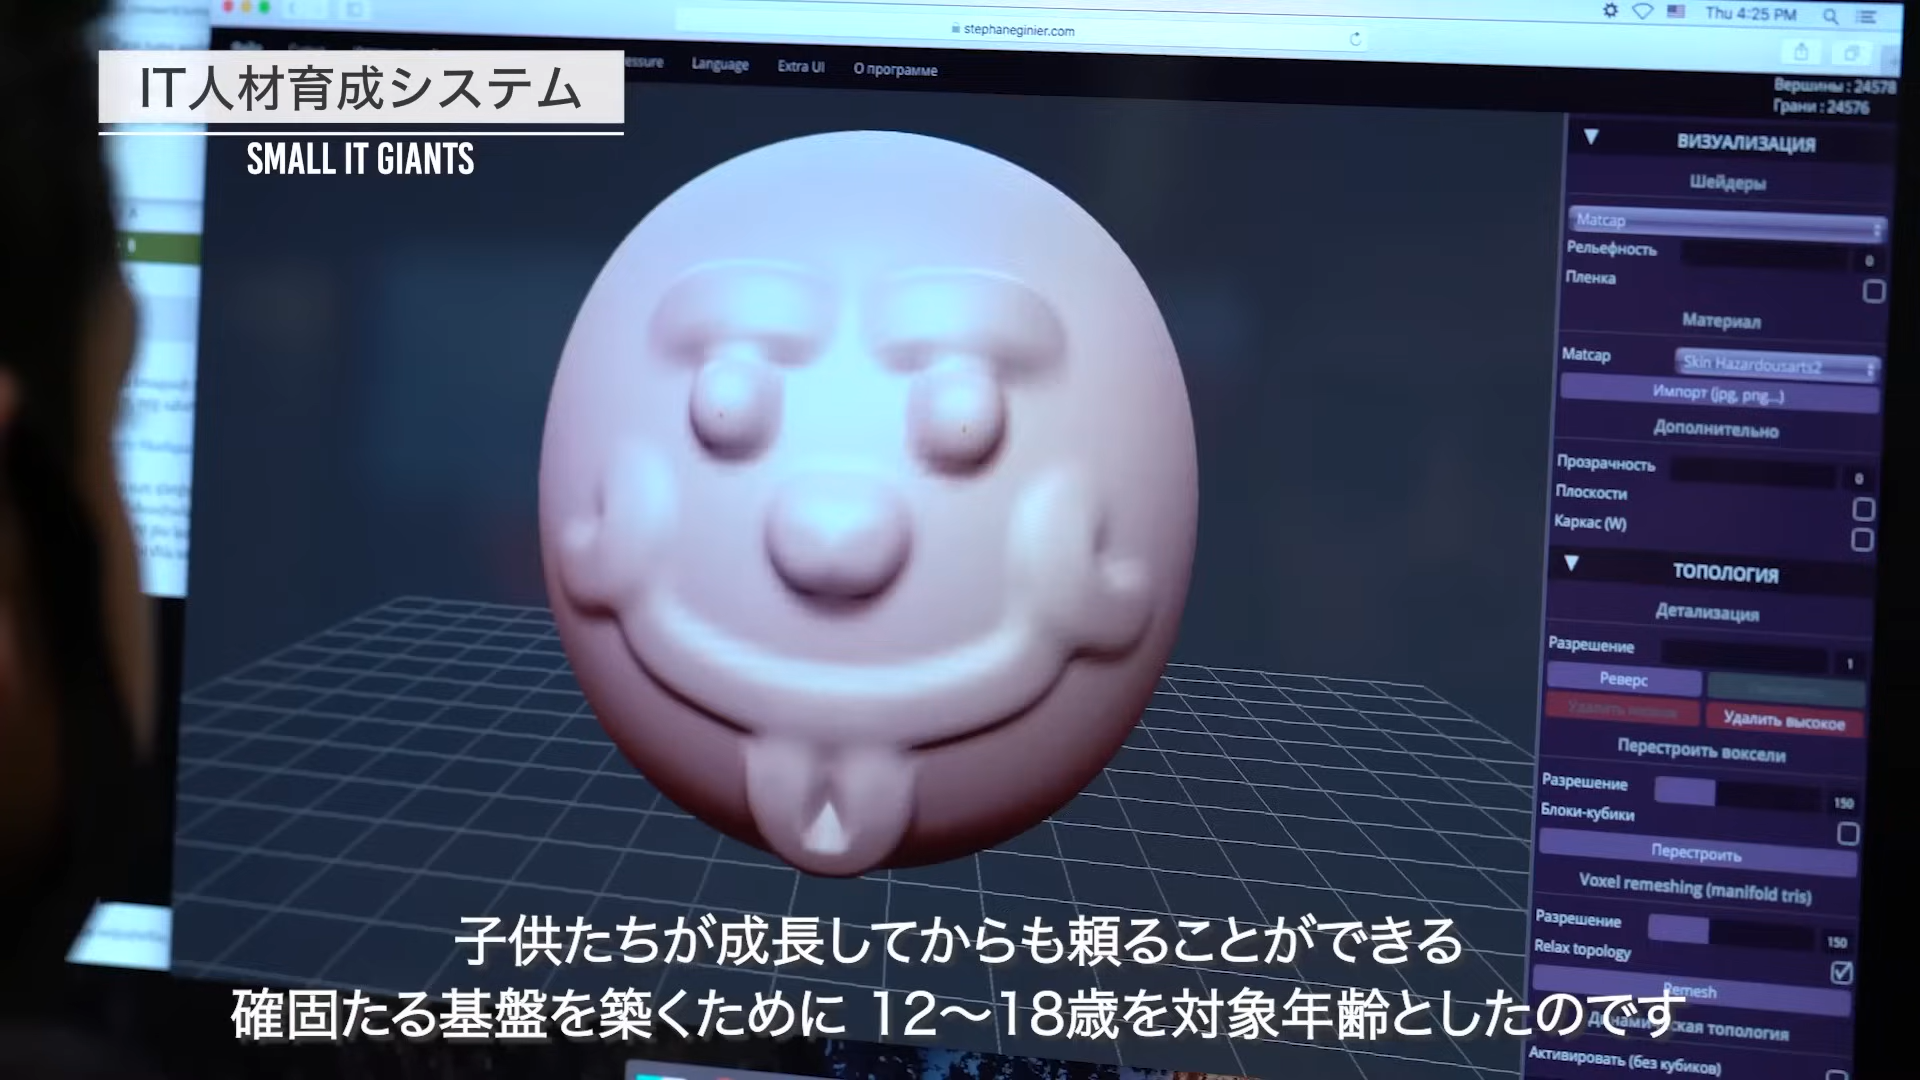 stephaneginier.com
Thu 4:25 PM
IT人材育成システム
SMALL IT GIANTS
Language
Extra UI
О программе
Вершины : 24578
Грани : 24576
ВИЗУАЛИЗАЦИЯ
Шейдеры
Matcap
Рельефность 0
Пленка
Материал
Matcap Skin Hazardousarts2
Импорт (jpg, png...)
Дополнительно
Прозрачность 0
Плоскости
Каркас (W)
ТОПОЛОГИЯ
Детализация
Разрешение 1
Реверс
Удалить высокое
Перестроить воксели
Разрешение 150
Блоки-кубики
Перестроить
Voxel remeshing (manifold tris)
Разрешение 150
Relax topology
Remesh
топология
Активировать (без кубиков)
子供たちが成長してからも頼ることができる
確固たる基盤を築くために 12〜18歳を対象年齢としたのです